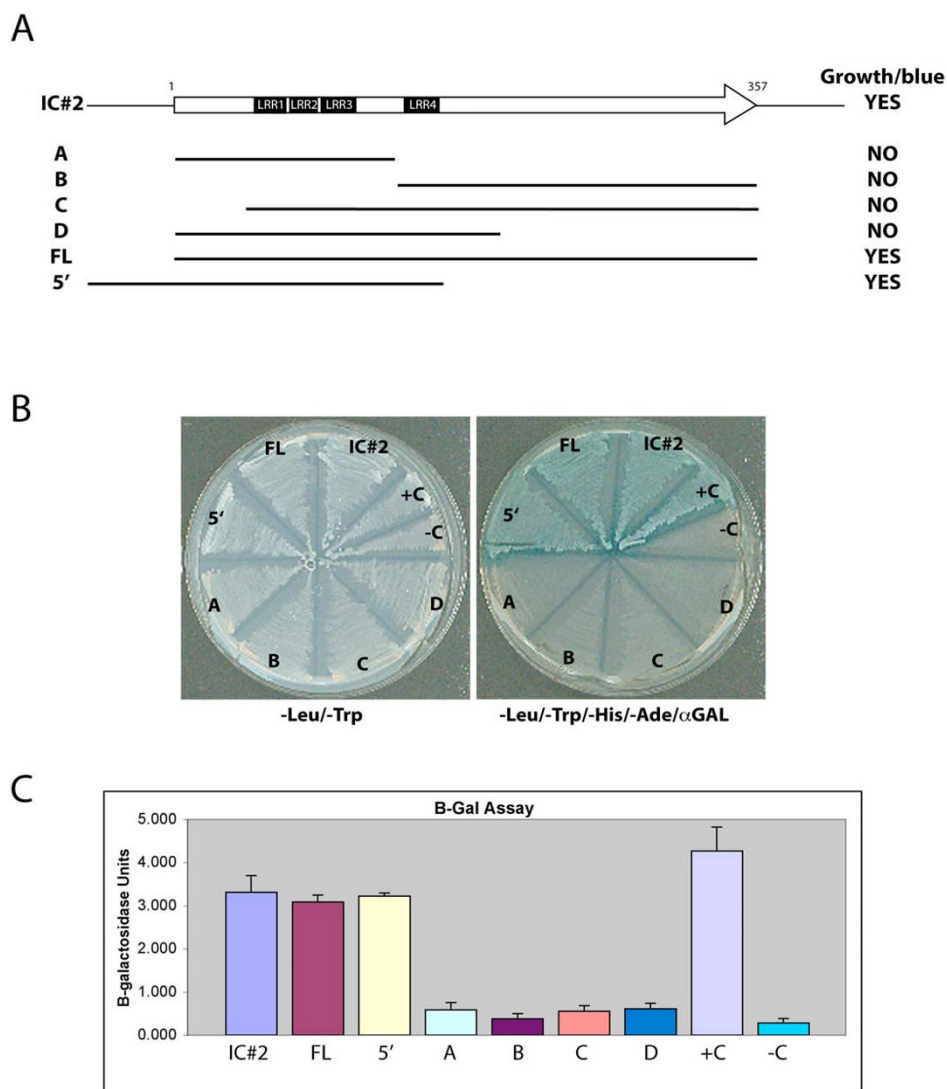 A
1
357
Growth/blue
IC#2
LRR1 LRR2 LRR3 LRR4
YES
A NO
B NO
C NO
D NO
FL YES
5′ YES
B
FL IC#2
+C
-C
5‘
A
B
C
D
FL IC#2
+C
-C
5‘
A
B
C
D
-Leu/-Trp
-Leu/-Trp/-His/-Ade/αGAL
C
B-Gal Assay
B-galactosidase Units
5.000
4.000
3.000
2.000
1.000
0.000
IC#2 FL 5′ A B C D +C -C